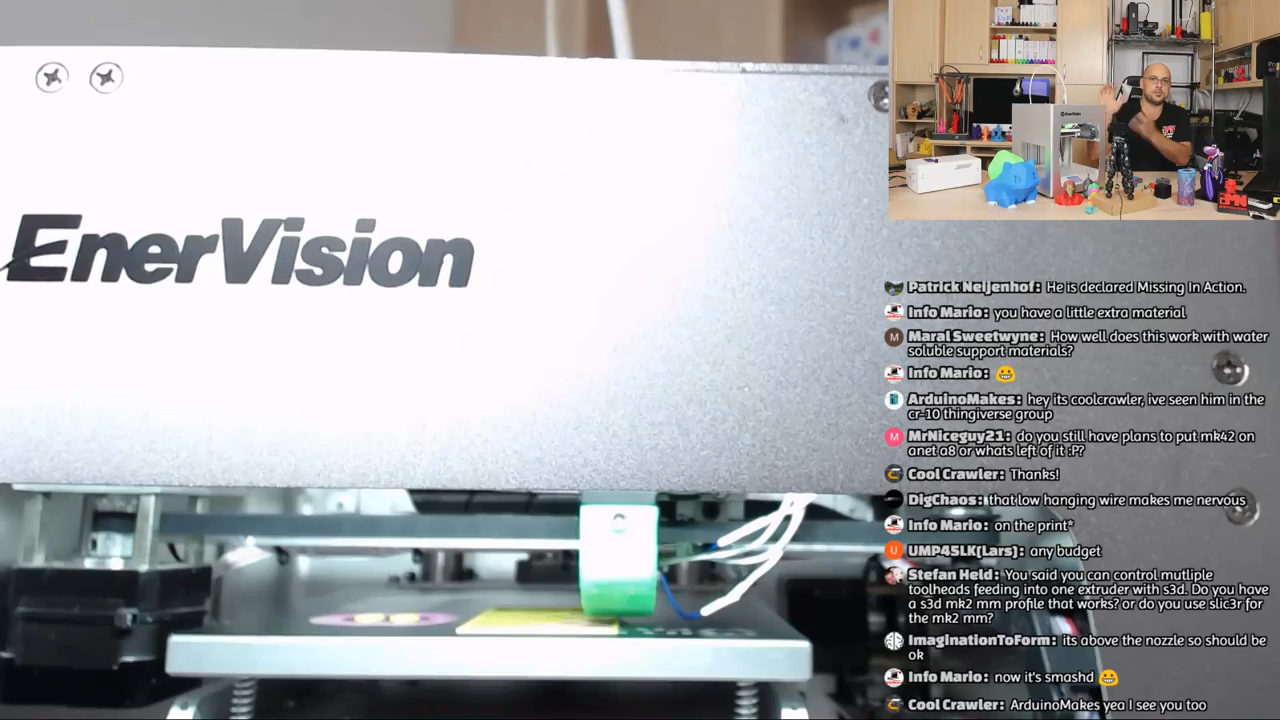 EnerVision
Patrick Neijenhof: He is declared Missing In Action.
Info Mario: you have a little extra material
Maral Sweetwyne: How well does this work with water
soluble support materials?
Info Mario: 😬
ArduinoMakes: hey its coolcrawler, ive seen him in the
cr-10 thingiverse group
MrNiceguy21: do you still have plans to put mk42 on
anet a8 or whats left of it :P?
Cool Crawler: Thanks!
DigChaos: that low hanging wire makes me nervous
Info Mario: on the print*
UMP45LK(Lars): any budget
Stefan Held: You said you can control mutliple
toolheads feeding into one extruder with s3d. Do you have
a s3d mk2 mm profile that works? or do you use slic3r for
the mk2 mm?
ImaginationToForm: its above the nozzle so should be
ok
Info Mario: now it's smashd 😬
Cool Crawler: ArduinoMakes yea I see you too